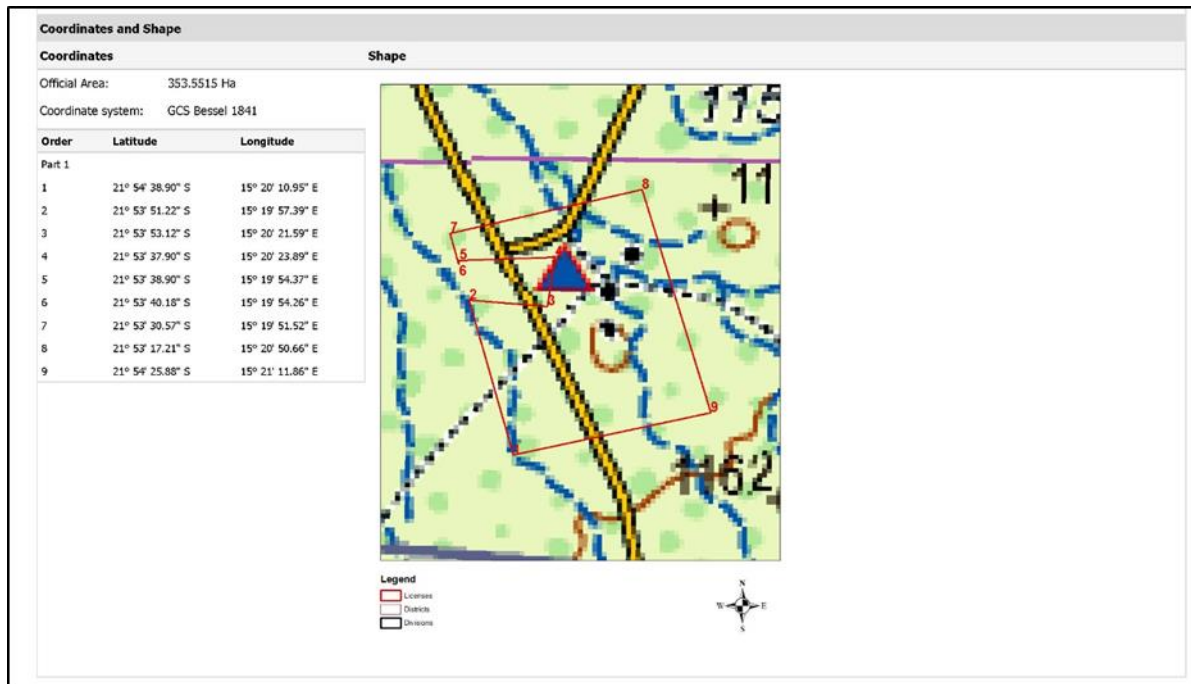 Coordinates and Shape
Coordinates Shape
Official Area: 353.5515 Ha
Coordinate system: GCS Bessel 1841
Order Latitude Longitude
Part 1
1 21° 54' 38.90" S 15° 20' 10.95" E
2 21° 53' 51.22" S 15° 19' 57.39" E
3 21° 53' 53.12" S 15° 20' 21.59" E
4 21° 53' 37.90" S 15° 20' 23.89" E
5 21° 53' 38.90" S 15° 19' 54.37" E
6 21° 53' 40.18" S 15° 19' 54.26" E
7 21° 53' 30.57" S 15° 19' 51.52" E
8 21° 53' 17.21" S 15° 20' 50.66" E
9 21° 54' 25.88" S 15° 21' 11.86" E
115
11
8
7
5
6
2
3
9
1162
Legend
Licenses
Districts
Divisions
N
W E
S